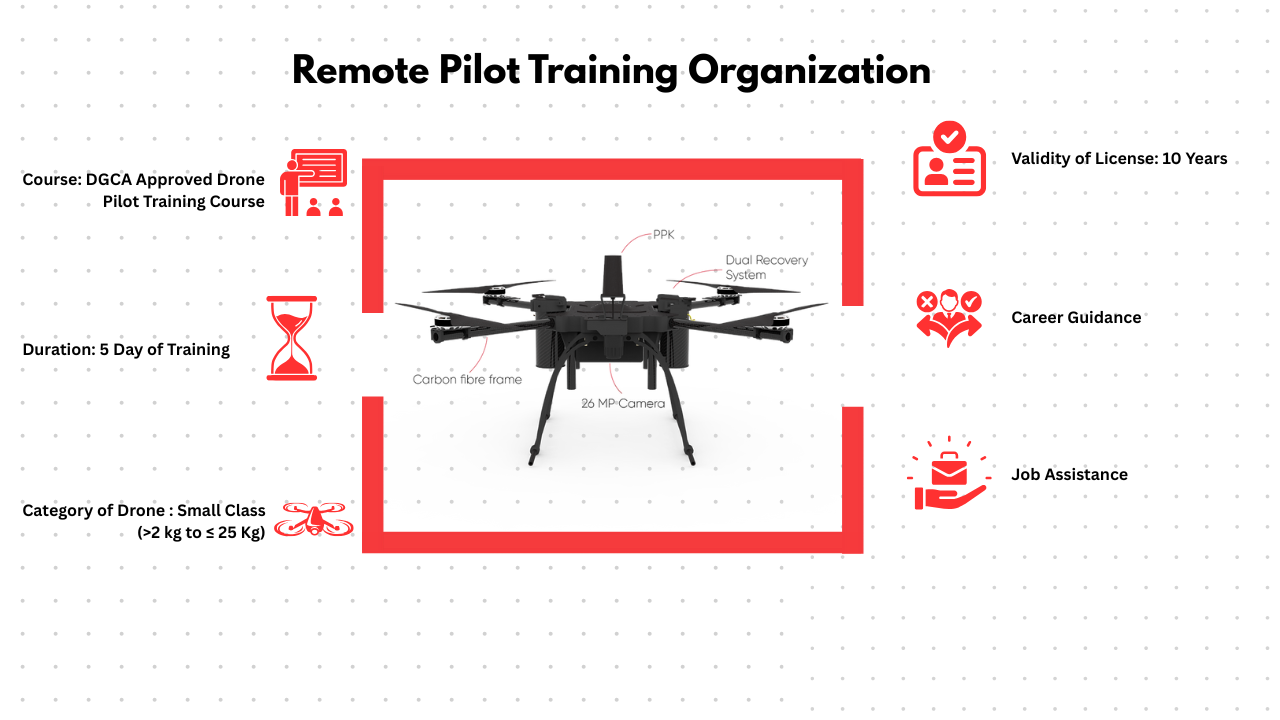 Remote Pilot Training Organization
Course: DGCA Approved Drone
Pilot Training Course
Duration: 5 Day of Training
Category of Drone : Small Class
(>2 kg to ≤ 25 Kg)
PPK
Dual Recovery
System
Carbon fibre frame
26 MP Camera
Validity of License: 10 Years
Career Guidance
Job Assistance